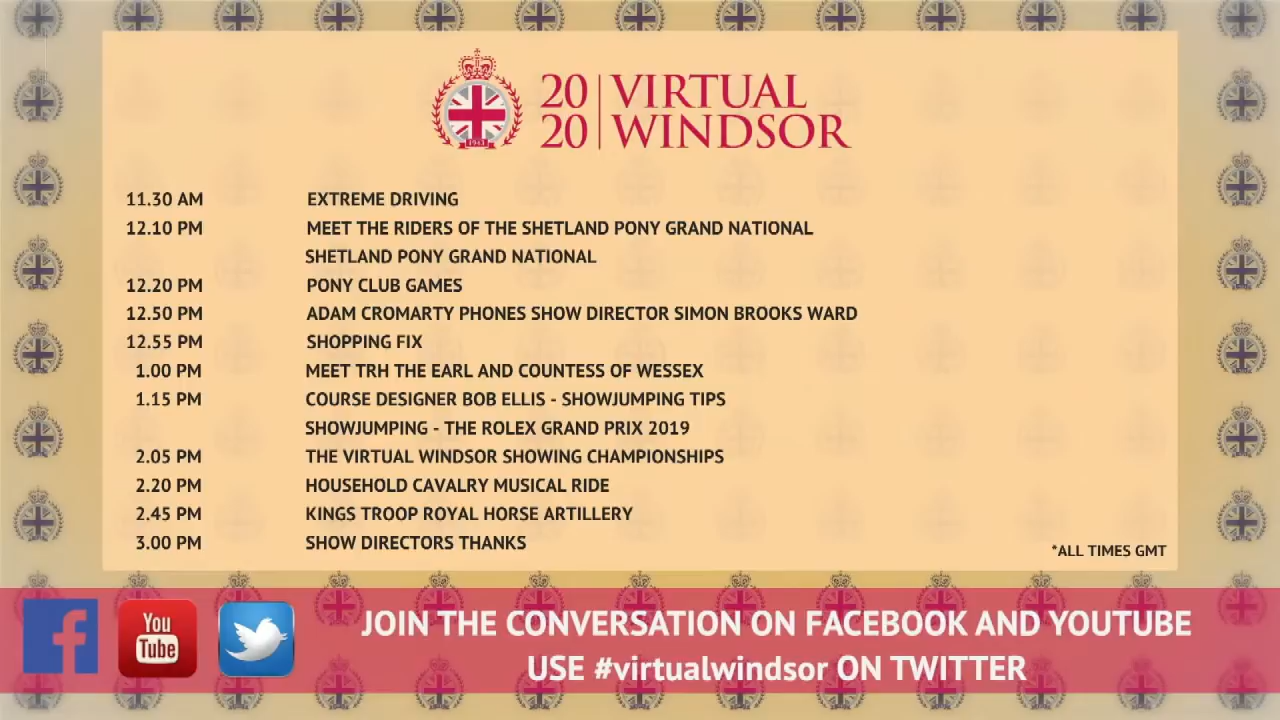 20 VIRTUAL
20 WINDSOR
1943
11.30 AM EXTREME DRIVING
12.10 PM MEET THE RIDERS OF THE SHETLAND PONY GRAND NATIONAL
SHETLAND PONY GRAND NATIONAL
12.20 PM PONY CLUB GAMES
12.50 PM ADAM CROMARTY PHONES SHOW DIRECTOR SIMON BROOKS WARD
12.55 PM SHOPPING FIX
1.00 PM MEET TRH THE EARL AND COUNTESS OF WESSEX
1.15 PM COURSE DESIGNER BOB ELLIS - SHOWJUMPING TIPS
SHOWJUMPING - THE ROLEX GRAND PRIX 2019
2.05 PM THE VIRTUAL WINDSOR SHOWING CHAMPIONSHIPS
2.20 PM HOUSEHOLD CAVALRY MUSICAL RIDE
2.45 PM KINGS TROOP ROYAL HORSE ARTILLERY
3.00 PM SHOW DIRECTORS THANKS
*ALL TIMES GMT
f
You
Tube
JOIN THE CONVERSATION ON FACEBOOK AND YOUTUBE
USE #virtualwindsor ON TWITTER